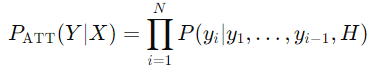 P_ATT(Y|X) = ∏_{i=1}^{N} P(y_i|y_1, . . . , y_{i−1}, H)